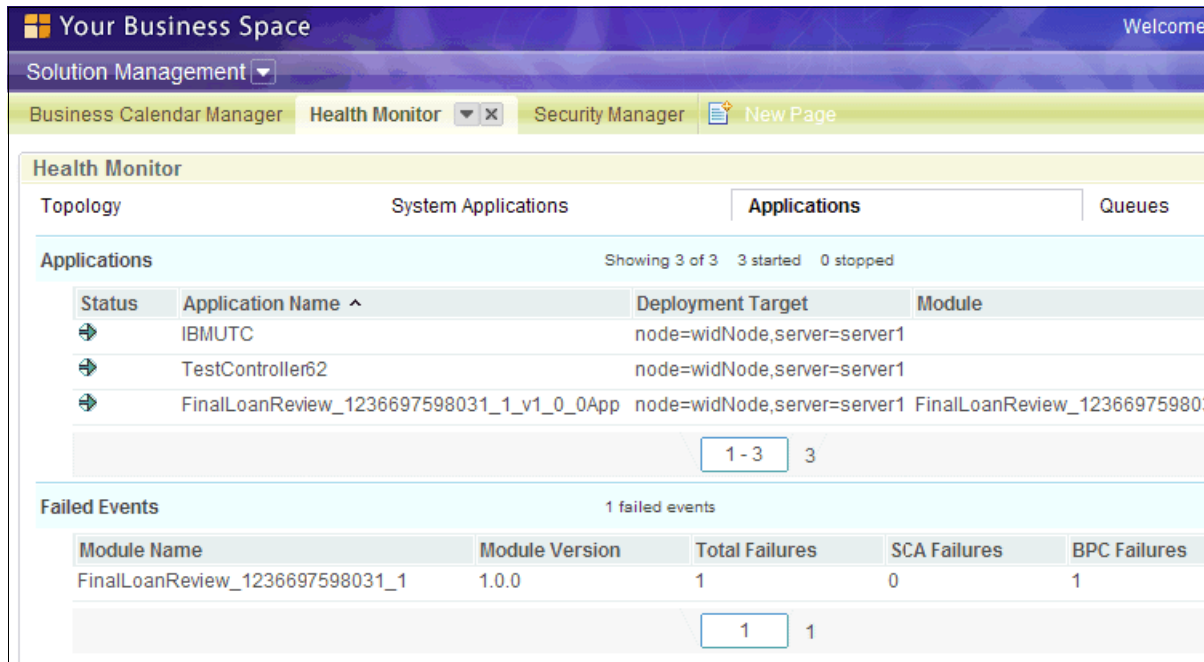 Your Business Space Welcome
Solution Management
Business Calendar Manager Health Monitor Security Manager New Page
Health Monitor
Topology System Applications Applications Queues
Applications Showing 3 of 3 3 started 0 stopped
Status Application Name Deployment Target Module
IBMUTC node=widNode,server=server1
TestController62 node=widNode,server=server1
FinalLoanReview_1236697598031_1_v1_0_0App node=widNode,server=server1 FinalLoanReview_12366975980
1 - 3 3
Failed Events 1 failed events
Module Name Module Version Total Failures SCA Failures BPC Failures
FinalLoanReview_1236697598031_1 1.0.0 1 0 1
1 1